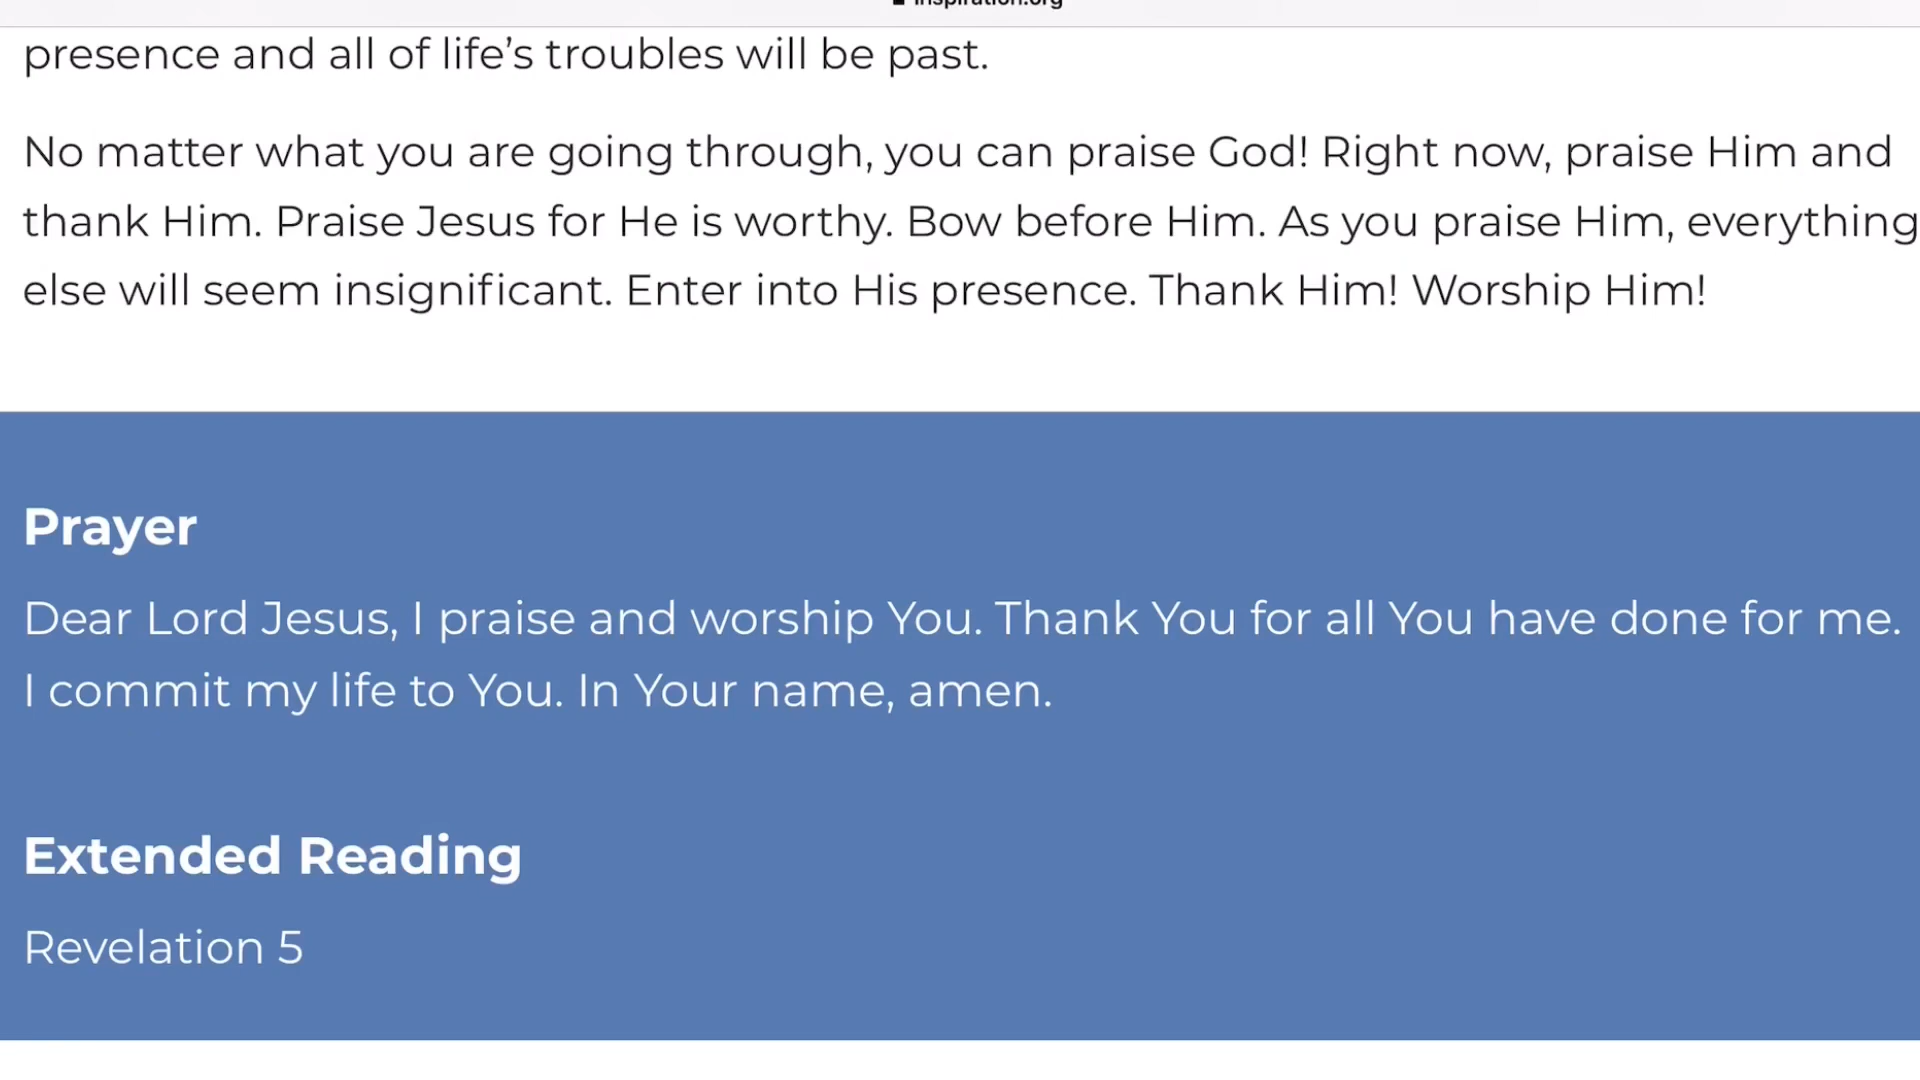 inspiration.org
presence and all of life’s troubles will be past.
No matter what you are going through, you can praise God! Right now, praise Him and
thank Him. Praise Jesus for He is worthy. Bow before Him. As you praise Him, everything
else will seem insignificant. Enter into His presence. Thank Him! Worship Him!
Prayer
Dear Lord Jesus, I praise and worship You. Thank You for all You have done for me.
I commit my life to You. In Your name, amen.
Extended Reading
Revelation 5